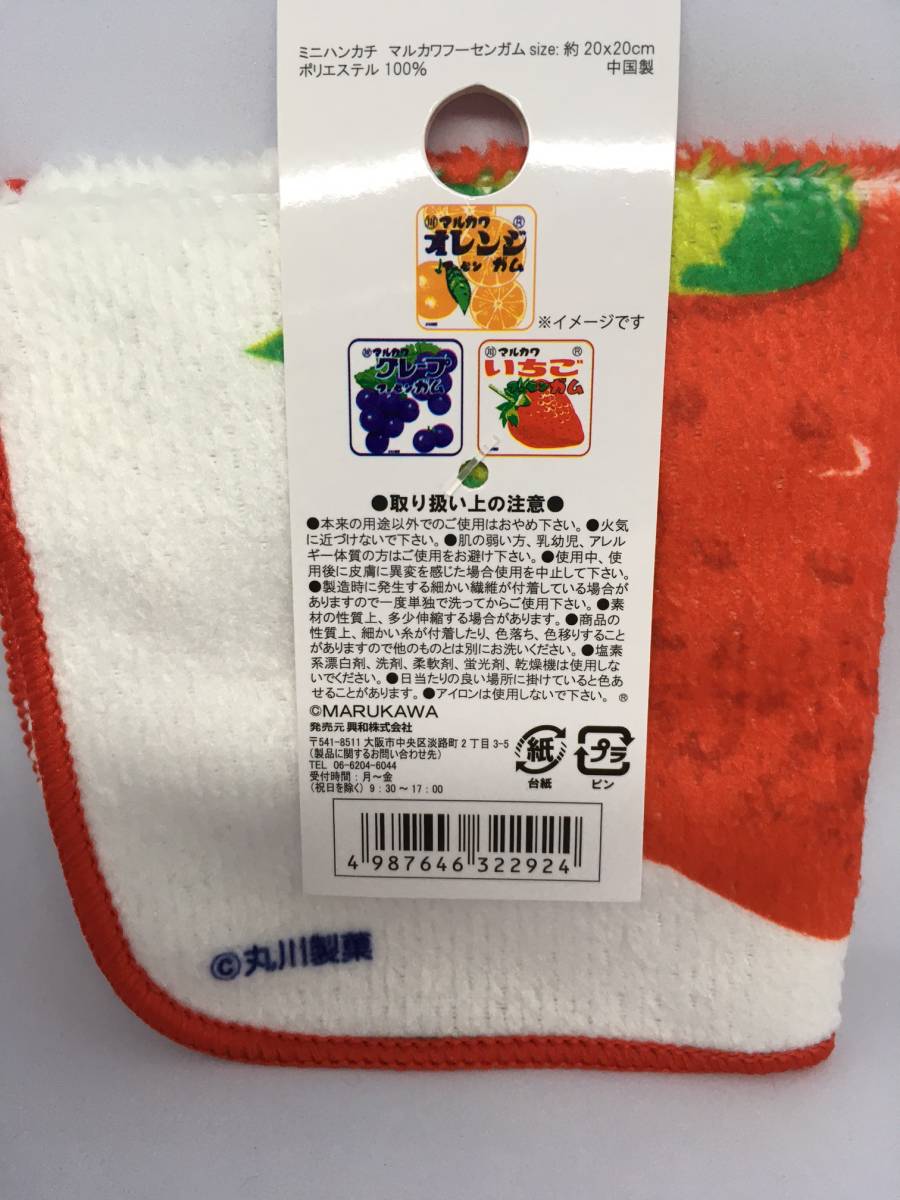 ミニハンカチ マルカワフーセンガム size: 約 20x20cm
ポリエステル 100% 中国製
マルカワ ®
オレンジ
フーセンガム
※イメージです
マルカワ
グレープ
フーセンガム
マルカワ ®
いちご
フーセンガム
●取り扱い上の注意●
●本来の用途以外でのご使用はおやめ下さい。●火気
に近づけないで下さい。●肌の弱い方、乳幼児、アレル
ギー体質の方はご使用をお避け下さい。●使用中、使
用後に皮膚に異変を感じた場合使用を中止して下さい。
●製造時に発生する細かい繊維が付着している場合が
ありますので一度単独で洗ってからご使用下さい。●素
材の性質上、多少伸縮する場合があります。●商品の
性質上、細かい糸が付着したり、色落ち、色移りすること
がありますので他のものとは別にお洗いください。●塩素
系漂白剤、洗剤、柔軟剤、蛍光剤、乾燥機は使用しな
いでください。●日当たりの良い場所に掛けていると色あ
せることがあります。●アイロンは使用しないで下さい。 ®
©MARUKAWA
発売元 興和株式会社
〒541-8511 大阪市中央区淡路町2丁目3-5
(製品に関するお問い合わせ先)
TEL 06-6204-6044
受付時間:月～金
(祝日を除く) 9:30～17:00
紙
台紙
プラ
ピン
4 987646 322924
©丸川製菓